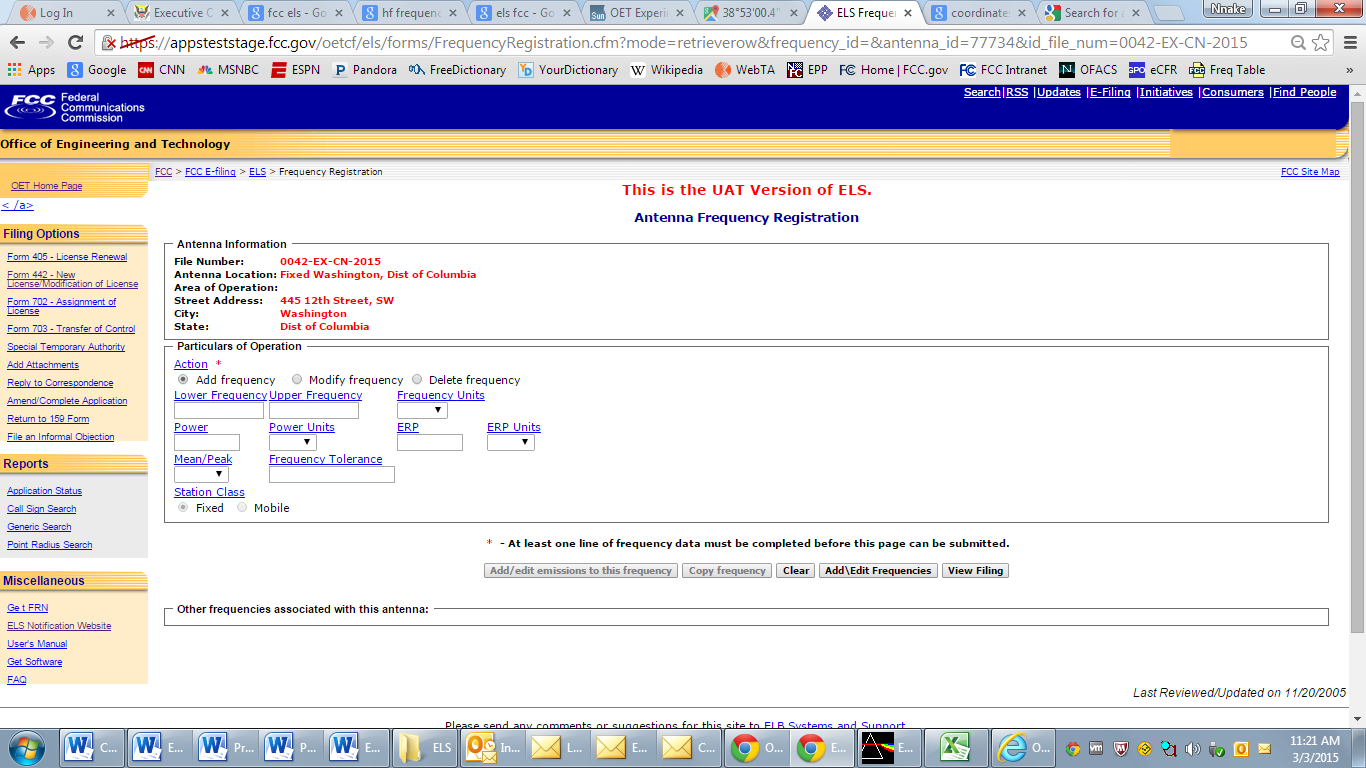 Log In
Executive O
fcc els - Go
hf frequenc
els fcc - Go
OET Experi
38°53'00.4"
ELS Freque
coordinates
Search for
Nnake
https://appsteststage.fcc.gov/oetcf/els/forms/FrequencyRegistration.cfm?mode=retrieverow&frequency_id=&antenna_id=77734&id_file_num=0042-EX-CN-2015
Apps Google CNN MSNBC ESPN Pandora FreeDictionary YourDictionary Wikipedia WebTA EPP Home | FCC.gov FCC Intranet OFACS eCFR Freq Table »
FCC Federal Communications Commission
Search|RSS |Updates |E-Filing |Initiatives |Consumers |Find People
Office of Engineering and Technology
OET Home Page
< /a>
FCC > FCC E-filing > ELS > Frequency Registration
FCC Site Map
Filing Options
Form 405 - License Renewal
Form 442 - New
License/Modification of License
Form 702 - Assignment of
License
Form 703 - Transfer of Control
Special Temporary Authority
Add Attachments
Reply to Correspondence
Amend/Complete Application
Return to 159 Form
File an Informal Objection
Reports
Application Status
Call Sign Search
Generic Search
Point Radius Search
Miscellaneous
Ge t FRN
ELS Notification Website
User's Manual
Get Software
FAQ
This is the UAT Version of ELS.
Antenna Frequency Registration
Antenna Information
File Number: 0042-EX-CN-2015
Antenna Location: Fixed Washington, Dist of Columbia
Area of Operation:
Street Address: 445 12th Street, SW
City: Washington
State: Dist of Columbia
Particulars of Operation
Action *
Add frequency Modify frequency Delete frequency
Lower Frequency Upper Frequency Frequency Units
Power Power Units ERP ERP Units
Mean/Peak Frequency Tolerance
Station Class
Fixed Mobile
* - At least one line of frequency data must be completed before this page can be submitted.
Add/edit emissions to this frequency Copy frequency Clear Add\Edit Frequencies View Filing
Other frequencies associated with this antenna:
Last Reviewed/Updated on 11/20/2005
Please send any comments or suggestions for this site to ELB Systems and Support
C... E... Pr... P... E... ELS In... L... E... C... O... E... E... O...
11:21 AM
3/3/2015